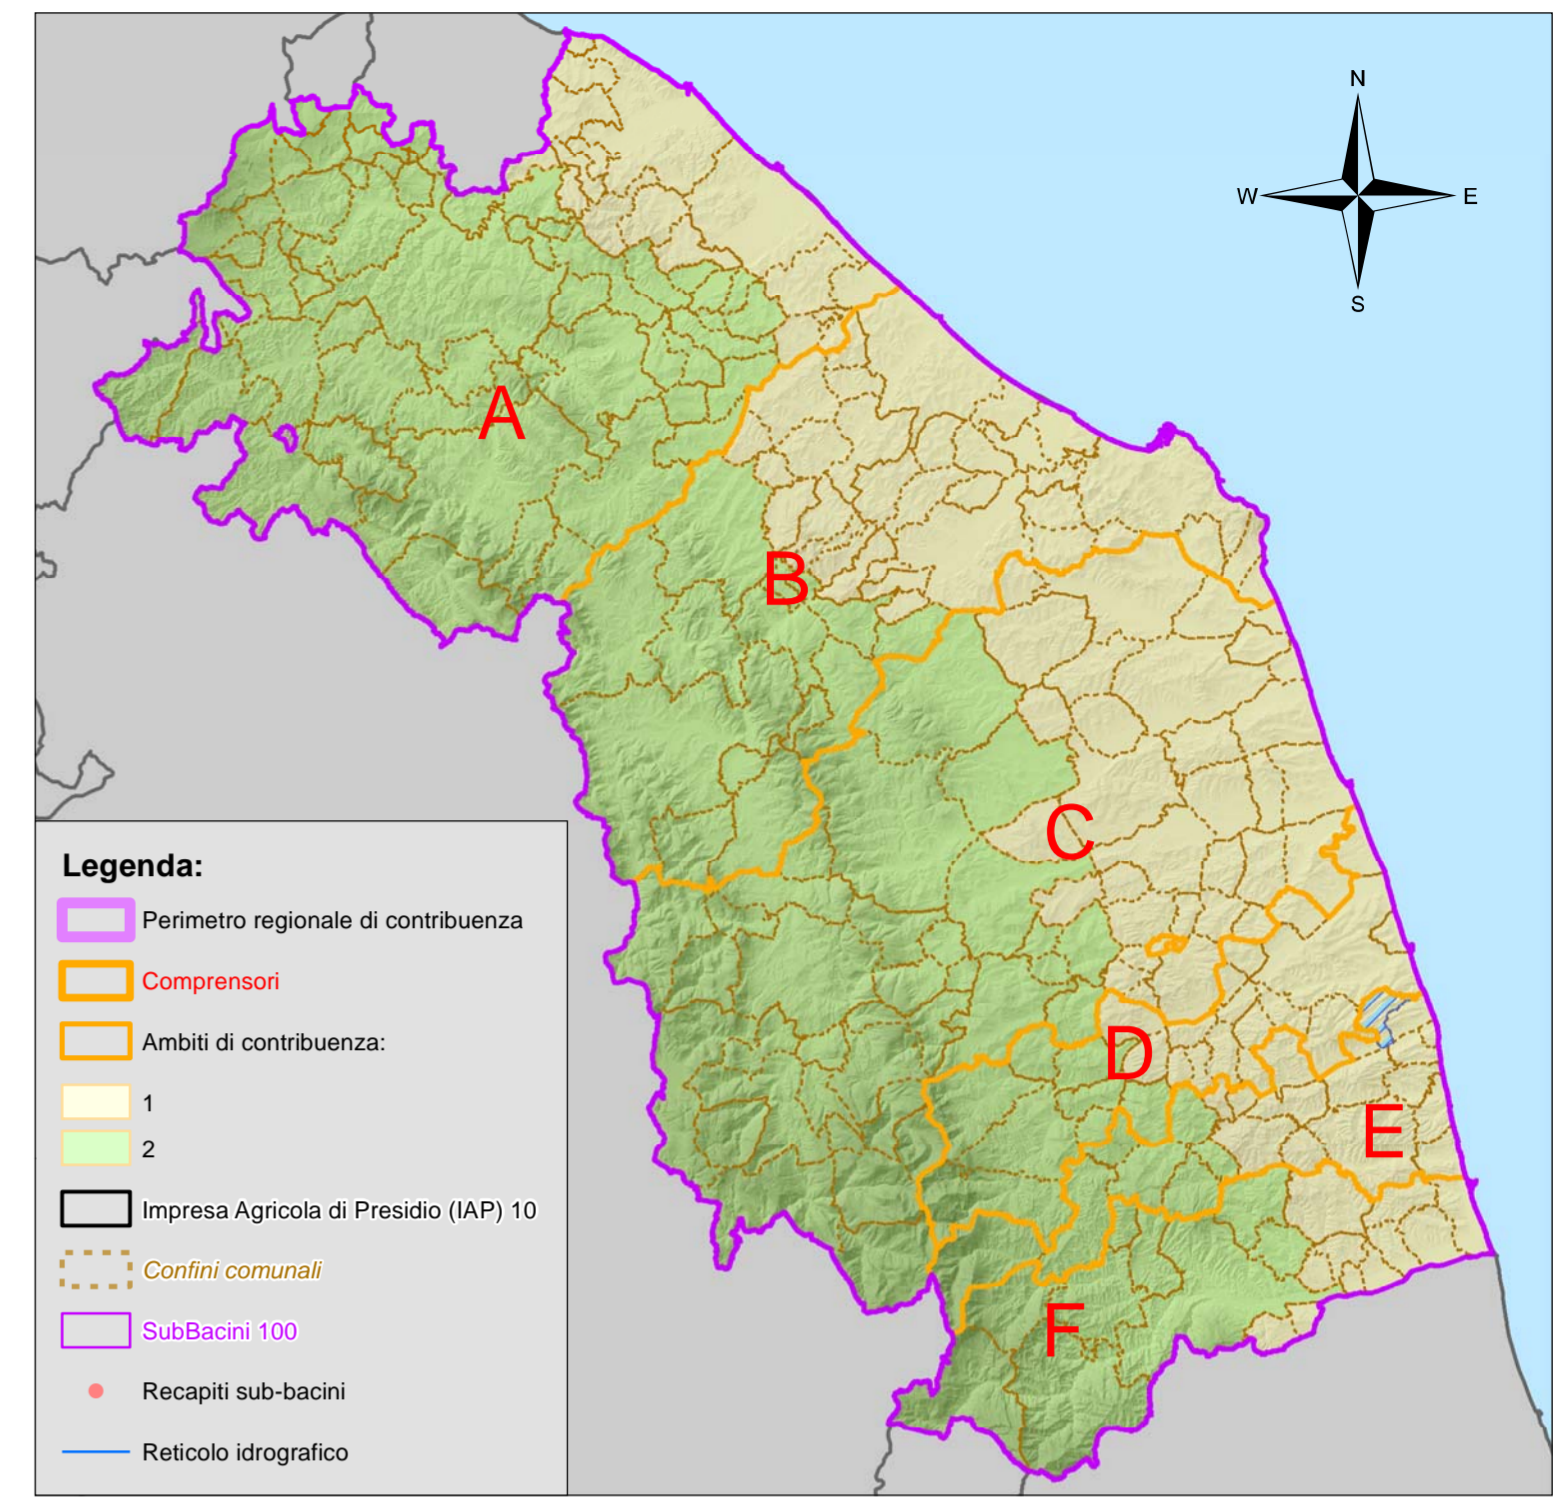 N
W
E
S
A
B
C
D
E
F
Legenda:
Perimetro regionale di contribuenza
Comprensori
Ambiti di contribuenza:
1
2
Impresa Agricola di Presidio (IAP) 10
Confini comunali
SubBacini 100
Recapiti sub-bacini
Reticolo idrografico